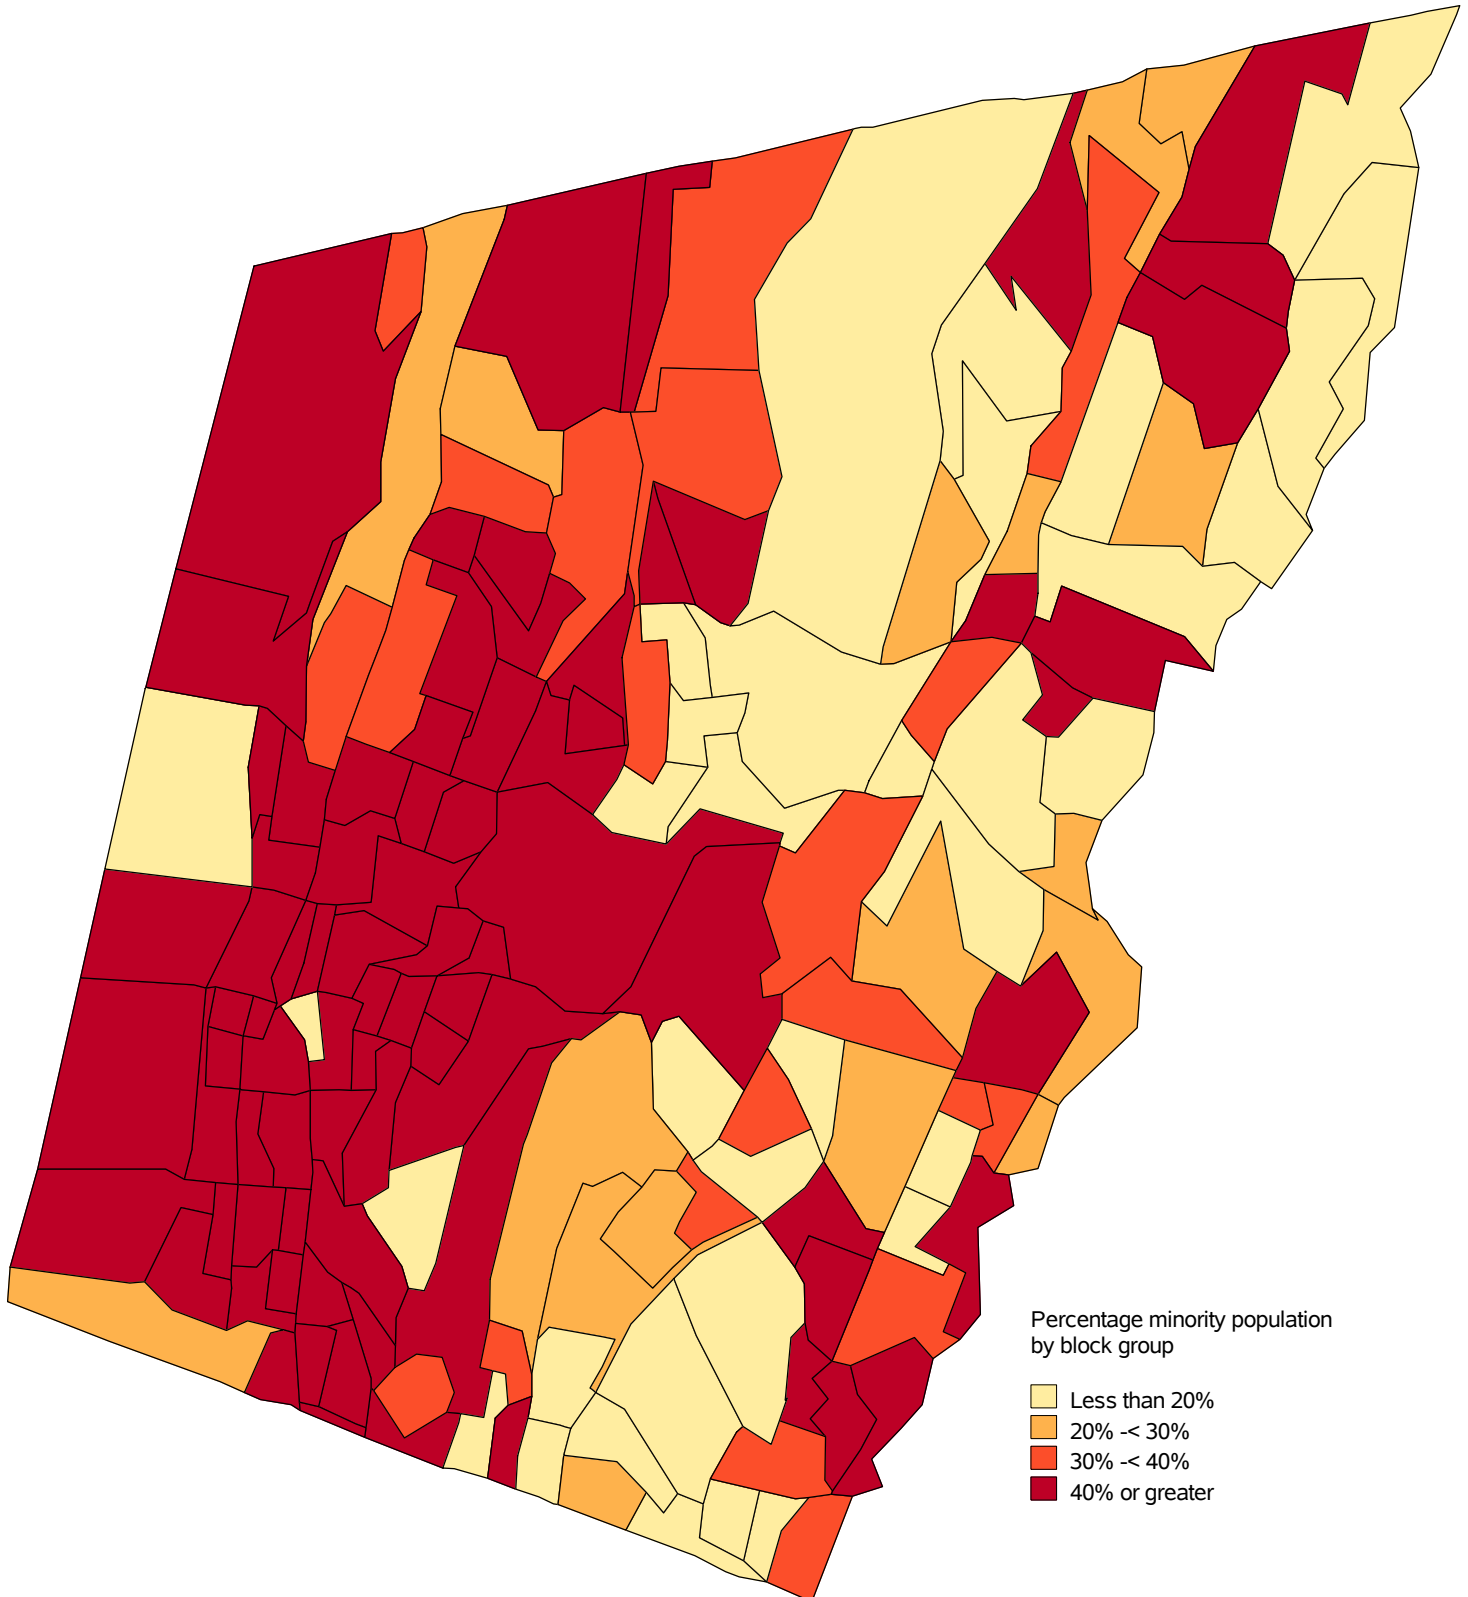 Percentage minority population
by block group
Less than 20%
20% -< 30%
30% -< 40%
40% or greater